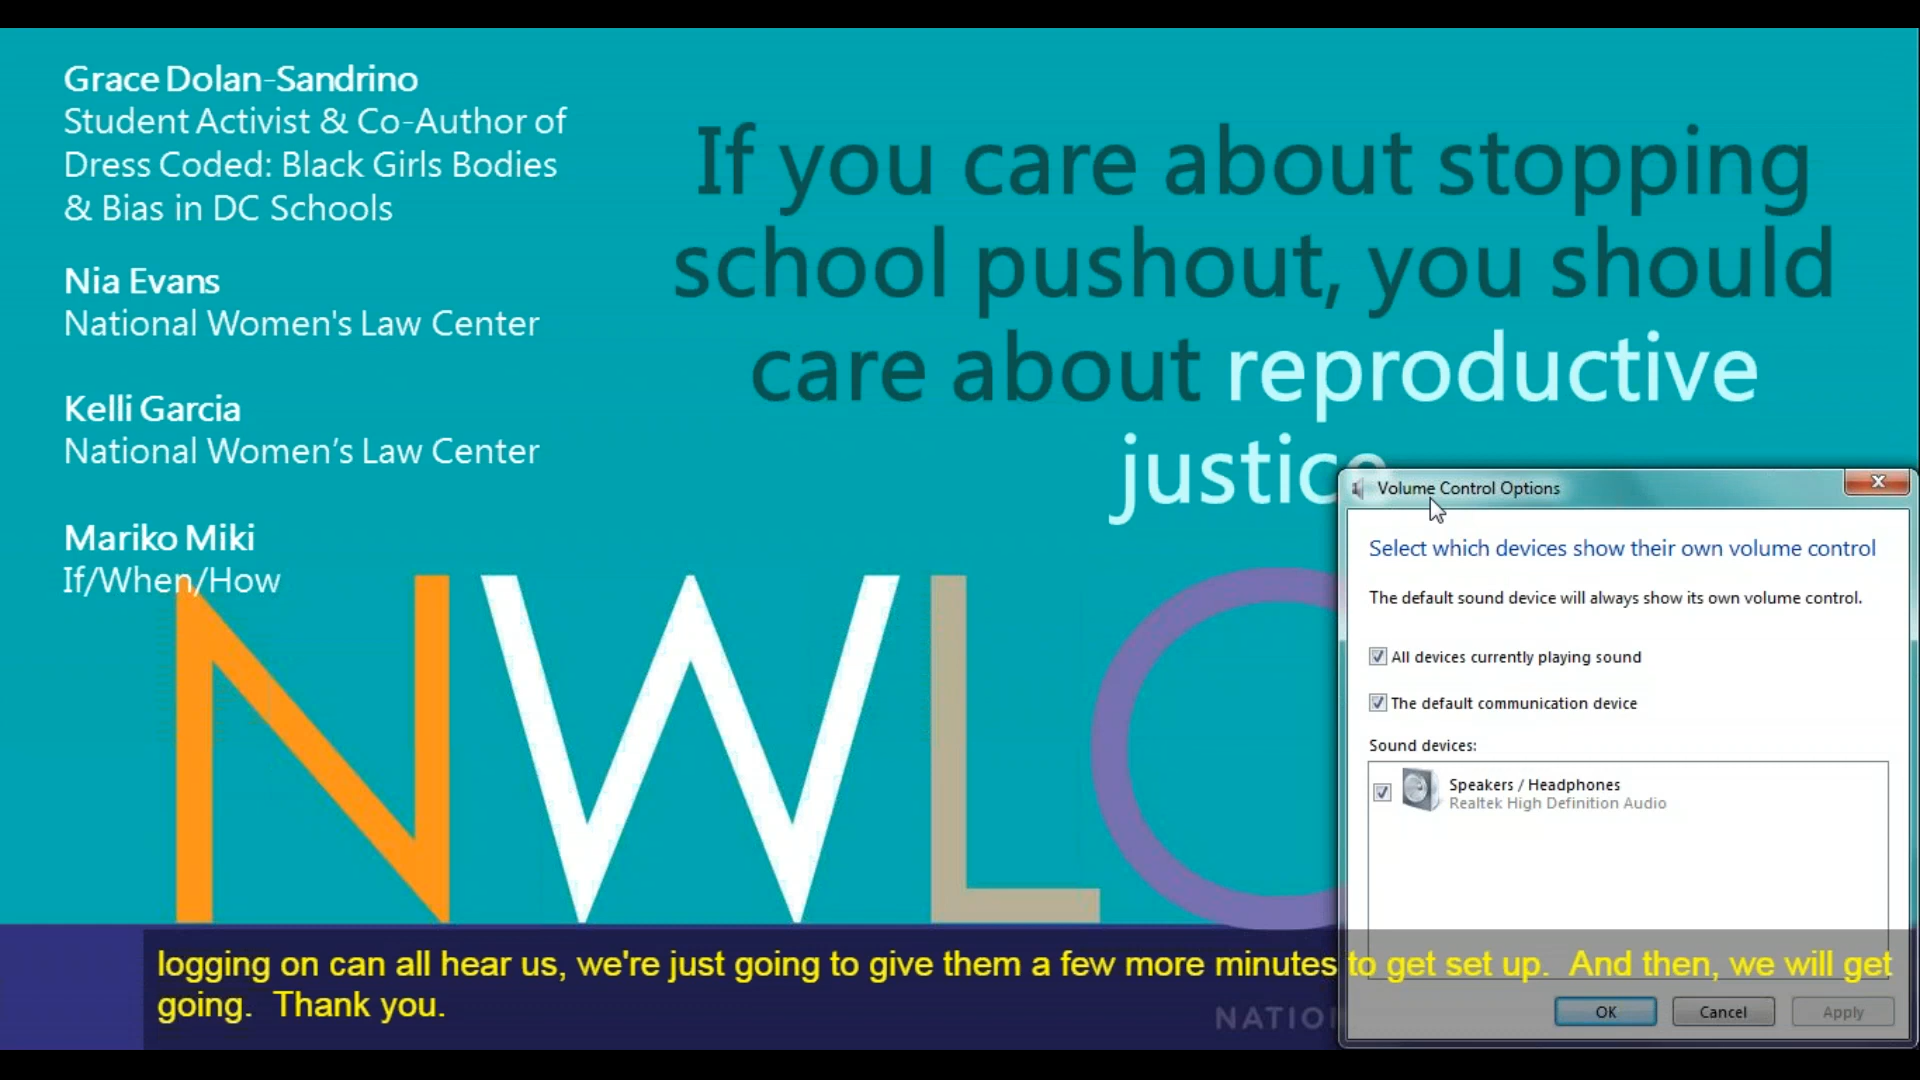 Grace Dolan-Sandrino
Student Activist & Co-Author of
Dress Coded: Black Girls Bodies
& Bias in DC Schools
Nia Evans
National Women's Law Center
Kelli Garcia
National Women’s Law Center
Mariko Miki
If/When/How
If you care about stopping
school pushout, you should
care about reproductive
justice
NWLC
NATIO
Volume Control Options
Select which devices show their own volume control
The default sound device will always show its own volume control.
All devices currently playing sound
The default communication device
Sound devices:
Speakers / Headphones
Realtek High Definition Audio
OK
Cancel
Apply
logging on can all hear us, we're just going to give them a few more minutes to get set up.  And then, we will get
going.  Thank you.